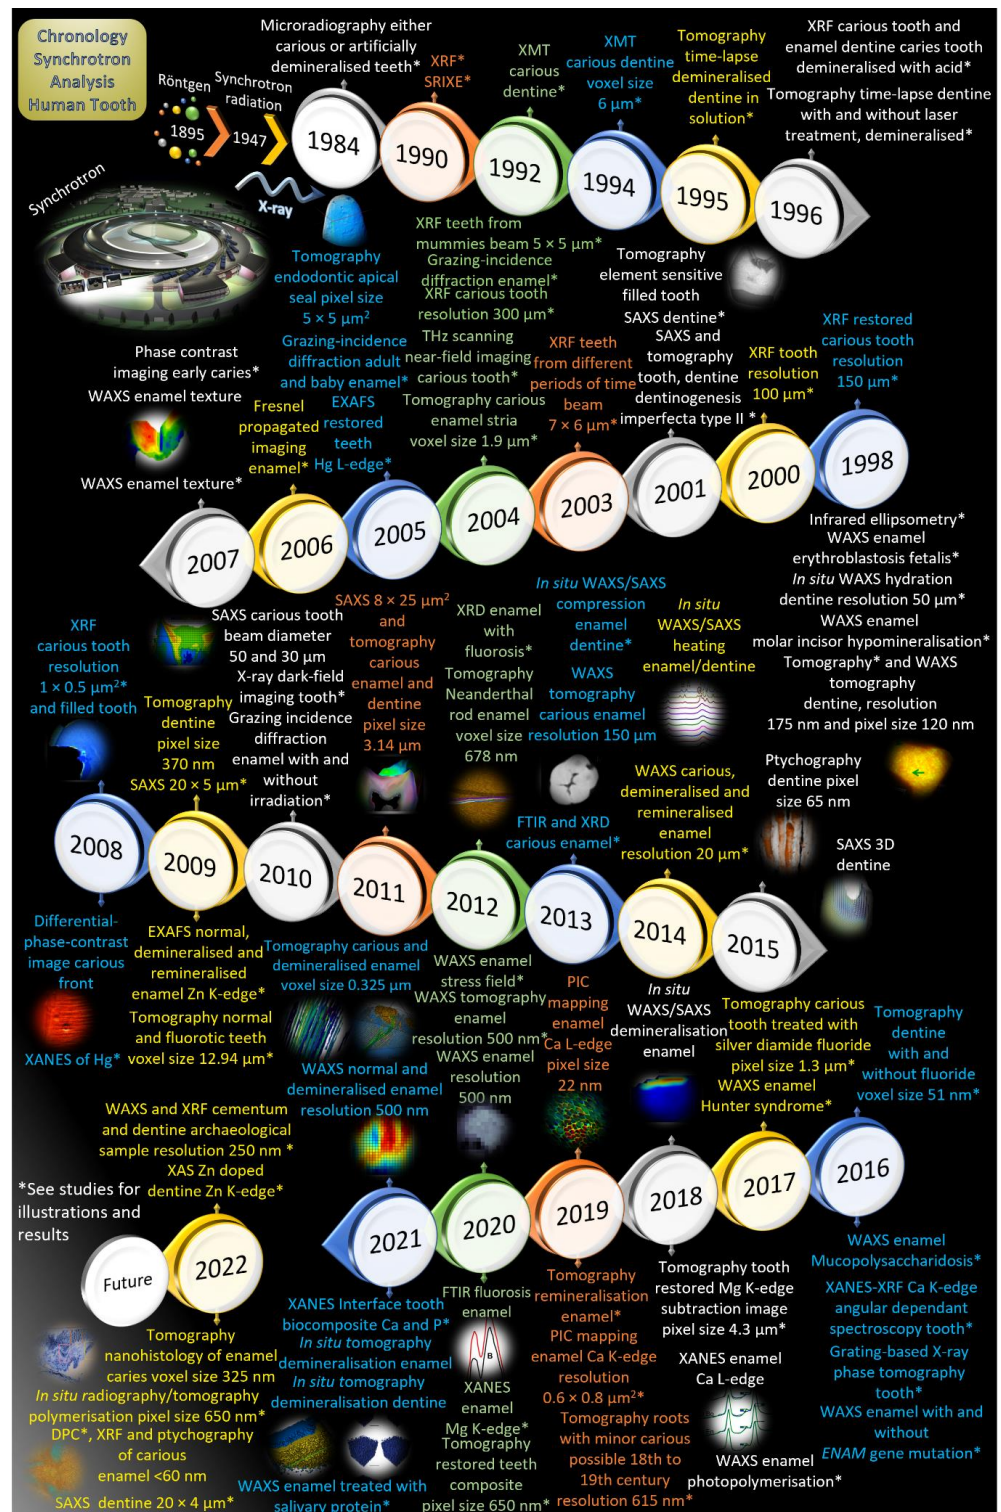 Chronology
Synchrotron
Analysis
Human Tooth
Röntgen
1895
Synchrotron
radiation
1947
X-ray
Synchrotron
Microradiography either
carious or artificially
demineralised teeth*
1984
XRF*
SRIXE*
1990
XMT
carious
dentine*
1992
XMT
carious dentine
voxel size
6 µm*
1994
Tomography
time-lapse
demineralised
dentine in
solution*
1995
XRF carious tooth and
enamel dentine caries tooth
demineralised with acid*
Tomography time-lapse dentine
with and without laser
treatment, demineralised*
1996
XRF restored
carious tooth
resolution
150 µm*
1998
XRF tooth
resolution
100 µm*
2000
Tomography
element sensitive
filled tooth
SAXS dentine*
SAXS and
tomography
tooth, dentine
dentinogenesis
imperfecta type II *
2001
XRF teeth
from different
periods of time
beam
7 × 6 µm*
2003
XRF teeth from
mummies beam 5 × 5 µm*
Grazing-incidence
diffraction enamel*
XRF carious tooth
resolution 300 µm*
THz scanning
near-field imaging
carious tooth*
Tomography carious
enamel stria
voxel size 1.9 µm*
2004
Tomography
endodontic apical
seal pixel size
5 × 5 µm²
Grazing-incidence
diffraction adult
and baby enamel*
EXAFS
restored
teeth
Hg L-edge*
2005
Fresnel
propagated
imaging
enamel*
2006
Phase contrast
imaging early caries*
WAXS enamel texture
WAXS enamel texture*
2007
XRF
carious tooth
resolution
1 × 0.5 µm²*
and filled tooth
2008
Differential-
phase-contrast
image carious
front
XANES of Hg*
Tomography
dentine
pixel size
370 nm
SAXS 20 × 5 µm*
2009
EXAFS normal,
demineralised and
remineralised
enamel Zn K-edge*
Tomography normal
and fluorotic teeth
voxel size 12.94 µm*
SAXS carious tooth
beam diameter
50 and 30 µm
X-ray dark-field
imaging tooth*
Grazing incidence
diffraction
enamel with and
without
irradiation*
2010
SAXS 8 × 25 µm²
and
tomography
carious
enamel and
dentine
pixel size
3.14 µm
2011
XRD enamel
with
fluorosis*
Tomography
Neanderthal
rod enamel
voxel size
678 nm
2012
In situ WAXS/SAXS
compression
enamel
dentine*
WAXS
tomography
carious enamel
resolution 150 µm
FTIR and XRD
carious enamel*
2013
In situ
WAXS/SAXS
heating
enamel/dentine
WAXS carious,
demineralised and
remineralised
enamel
resolution 20 µm*
2014
Infrared ellipsometry*
WAXS enamel
erythroblastosis fetalis*
In situ WAXS hydration
dentine resolution 50 µm*
WAXS enamel
molar incisor hypomineralisation*
Tomography* and WAXS
tomography
dentine, resolution
175 nm and pixel size 120 nm
Ptychography
dentine pixel
size 65 nm
SAXS 3D
dentine
2015
Tomography
dentine
with and
without fluoride
voxel size 51 nm*
2016
WAXS enamel
Mucopolysaccharidosis*
XANES-XRF Ca K-edge
angular dependant
spectroscopy tooth*
Grating-based X-ray
phase tomography
tooth*
WAXS enamel with and
without
ENAM gene mutation*
Tomography carious
tooth treated with
silver diamide fluoride
pixel size 1.3 µm*
WAXS enamel
Hunter syndrome*
2017
In situ
WAXS/SAXS
demineralisation
enamel
2018
Tomography tooth
restored Mg K-edge
subtraction image
pixel size 4.3 µm*
XANES enamel
Ca L-edge
WAXS enamel
photopolymerisation*
PIC
mapping
enamel
Ca L-edge
pixel size
22 nm
2019
Tomography
remineralisation
enamel*
PIC mapping
enamel Ca K-edge
resolution
0.6 × 0.8 µm²*
Tomography roots
with minor carious
possible 18th to
19th century
resolution 615 nm*
WAXS enamel
stress field*
WAXS tomography
enamel
resolution 500 nm*
WAXS enamel
resolution
500 nm
2020
FTIR fluorosis
enamel
B
XANES
enamel
Mg K-edge*
Tomography
restored teeth
composite
pixel size 650 nm*
Tomography carious and
demineralised enamel
voxel size 0.325 µm
WAXS normal and
demineralised enamel
resolution 500 nm
2021
XANES Interface tooth
biocomposite Ca and P*
In situ tomography
demineralisation enamel
In situ tomography
demineralisation dentine
WAXS enamel treated with
salivary protein*
WAXS and XRF cementum
and dentine archaeological
sample resolution 250 nm *
XAS Zn doped
dentine Zn K-edge*
2022
Tomography
nanohistology of enamel
caries voxel size 325 nm
In situ radiography/tomography
polymerisation pixel size 650 nm*
DPC*, XRF and ptychography
of carious
enamel <60 nm
SAXS dentine 20 × 4 µm*
Future
*See studies for
illustrations and
results